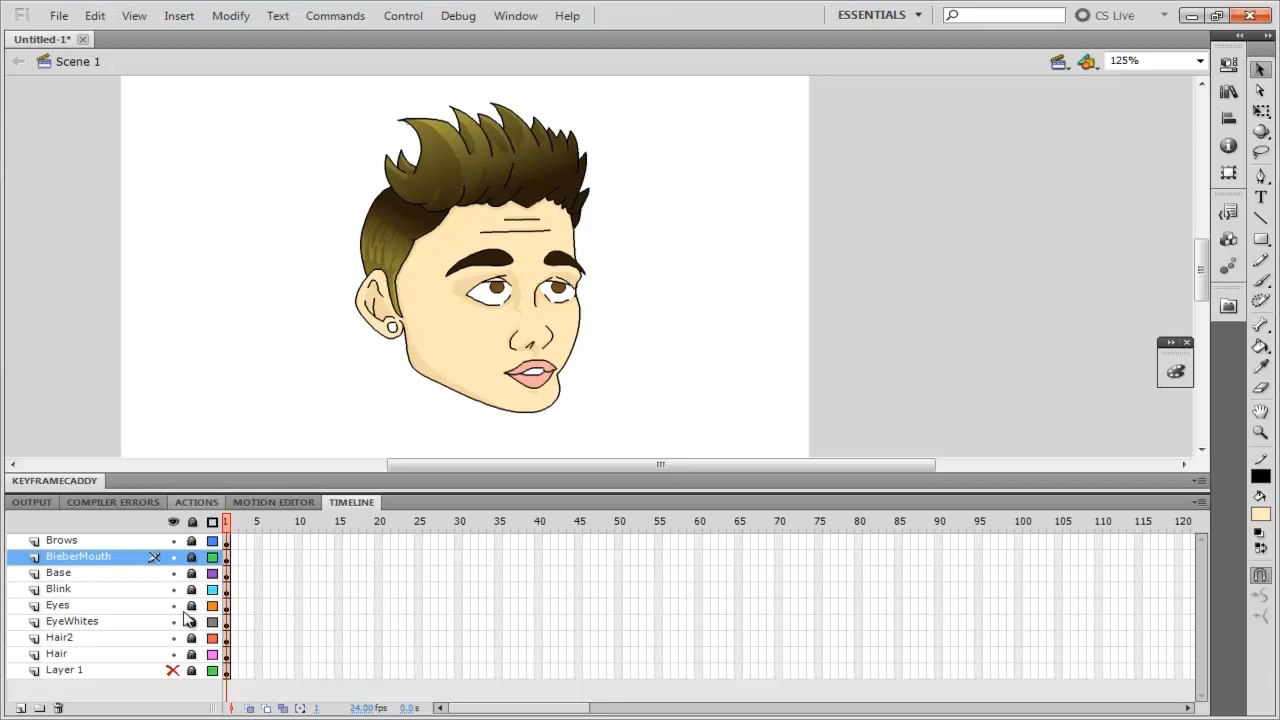 Fl File Edit View Insert Modify Text Commands Control Debug Window Help ESSENTIALS CS Live
Untitled-1*
Scene 1 125%
KEYFRAMECADDY
OUTPUT COMPILER ERRORS ACTIONS MOTION EDITOR TIMELINE
1 5 10 15 20 25 30 35 40 45 50 55 60 65 70 75 80 85 90 95 100 105 110 115 120
Brows
BieberMouth
Base
Blink
Eyes
EyeWhites
Hair2
Hair
Layer 1
1 24.00 fps 0.0 s